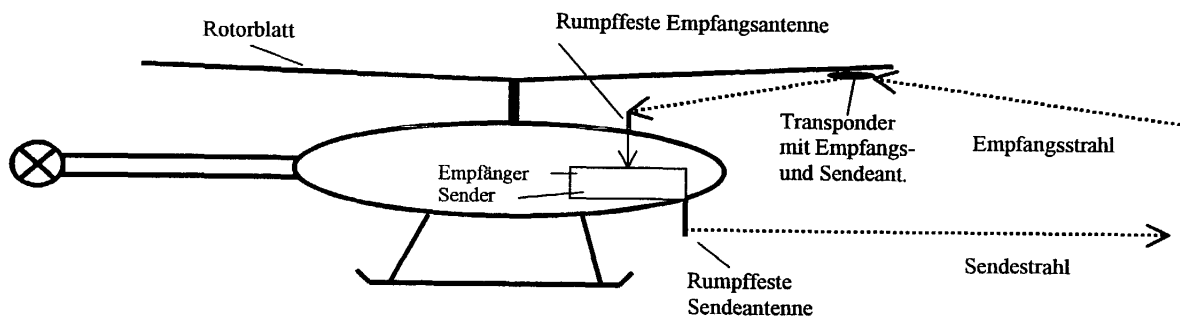 Rumpffeste Empfangsantenne
Rotorblatt
Transponder
mit Empfangs-
und Sendeant.
Empfangsstrahl
Empfänger
Sender
Sendestrahl
Rumpffeste
Sendeantenne